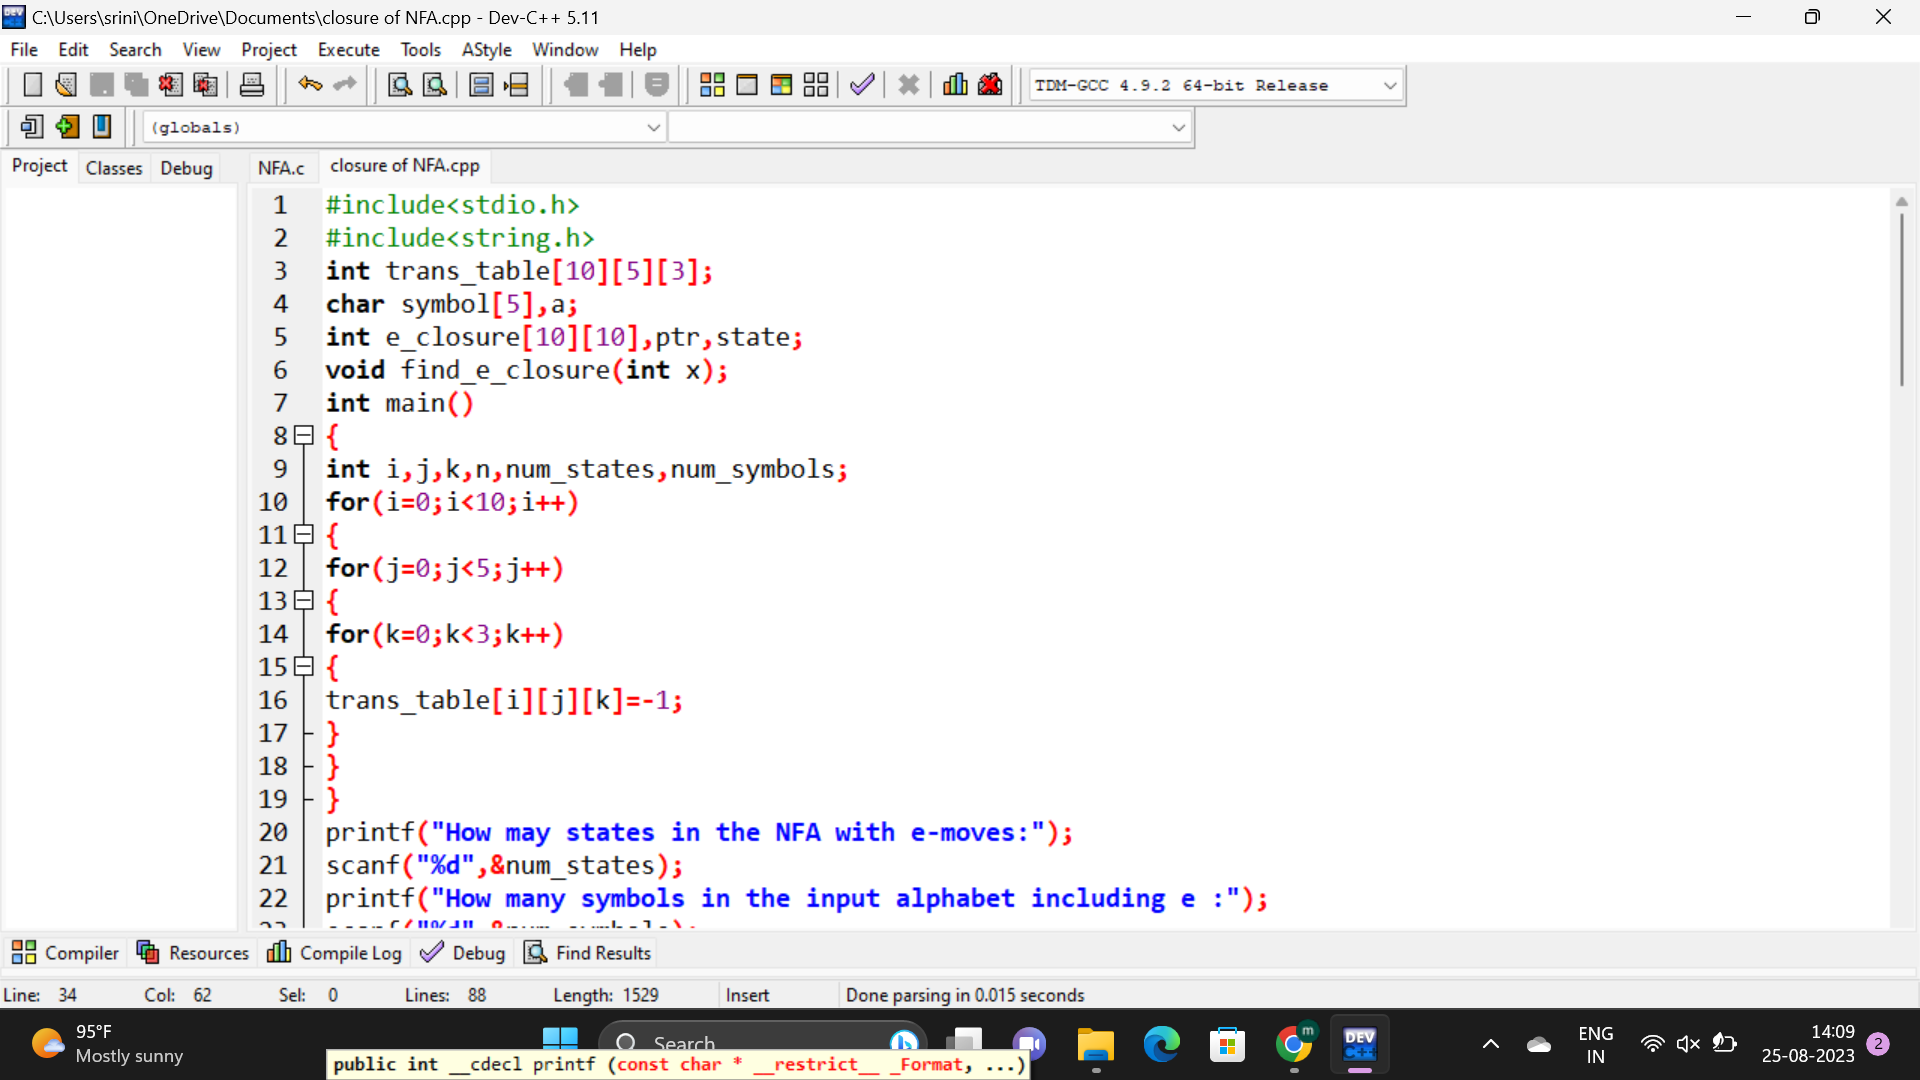 C:\Users\srini\OneDrive\Documents\closure of NFA.cpp - Dev-C++ 5.11
File Edit Search View Project Execute Tools AStyle Window Help
TDM-GCC 4.9.2 64-bit Release
(globals)
Project Classes Debug NFA.c closure of NFA.cpp
1 #include<stdio.h>
2 #include<string.h>
3 int trans_table[10][5][3];
4 char symbol[5],a;
5 int e_closure[10][10],ptr,state;
6 void find_e_closure(int x);
7 int main()
8 {
9 int i,j,k,n,num_states,num_symbols;
10 for(i=0;i<10;i++)
11 {
12 for(j=0;j<5;j++)
13 {
14 for(k=0;k<3;k++)
15 {
16 trans_table[i][j][k]=-1;
17 }
18 }
19 }
20 printf("How may states in the NFA with e-moves:");
21 scanf("%d",&num_states);
22 printf("How many symbols in the input alphabet including e :");
Compiler Resources Compile Log Debug Find Results
Line: 34 Col: 62 Sel: 0 Lines: 88 Length: 1529 Insert Done parsing in 0.015 seconds
95°F
Mostly sunny
Search
DEV
C++
m
ENG
IN
14:09
25-08-2023
2
public int __cdecl printf (const char * __restrict__ _Format, ...)